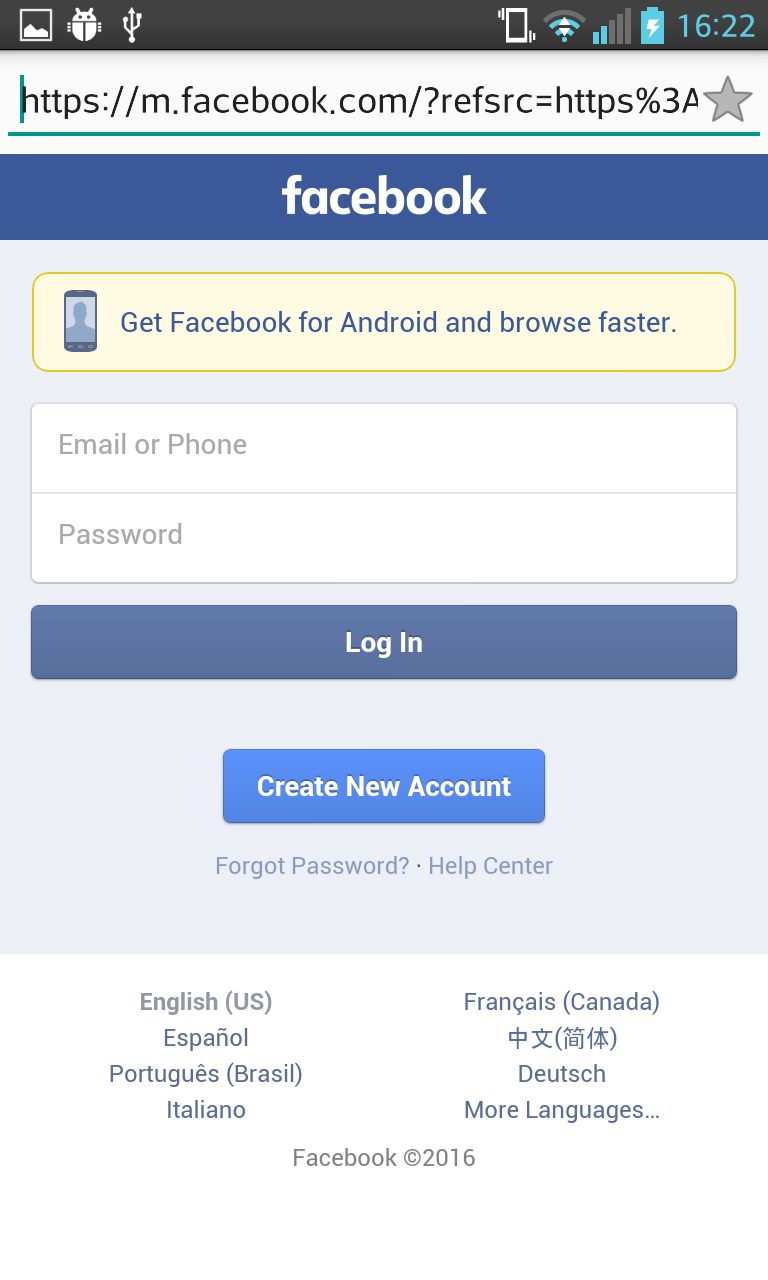 16:22
https://m.facebook.com/?refsrc=https%3A
facebook
Get Facebook for Android and browse faster.
Email or Phone
Password
Log In
Create New Account
Forgot Password? · Help Center
English (US)
Français (Canada)
Español
中文(简体)
Português (Brasil)
Deutsch
Italiano
More Languages…
Facebook ©2016